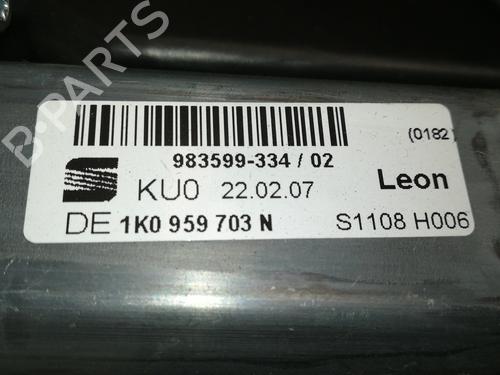 B-PARTS
(0182)
983599-334 / 02
KU0 22.02.07 Leon
DE 1K0 959 703 N S1108 H006